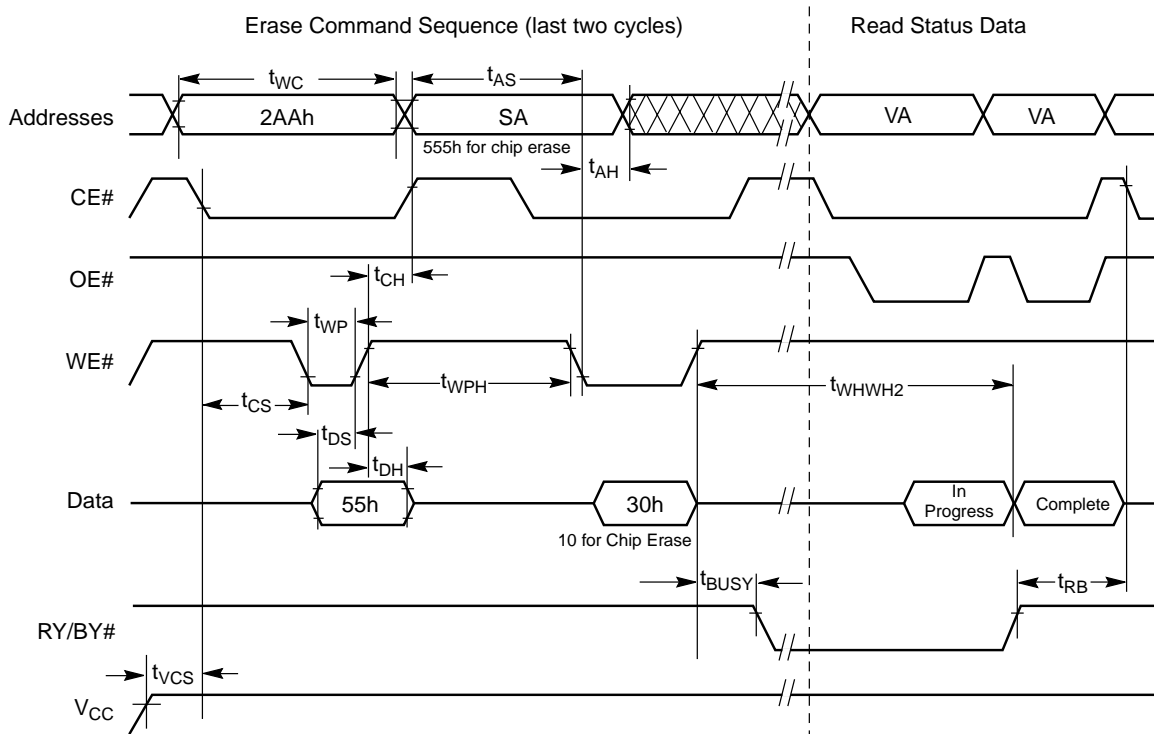 Erase Command Sequence (last two cycles)
Read Status Data
tWC
tAS
Addresses
2AAh
SA
VA
VA
555h for chip erase
tAH
CE#
OE#
tCH
tWP
WE#
tWPH
tWHWH2
tCS
tDS
tDH
Data
55h
30h
In
Progress
Complete
10 for Chip Erase
tBUSY
tRB
RY/BY#
tVCS
VCC